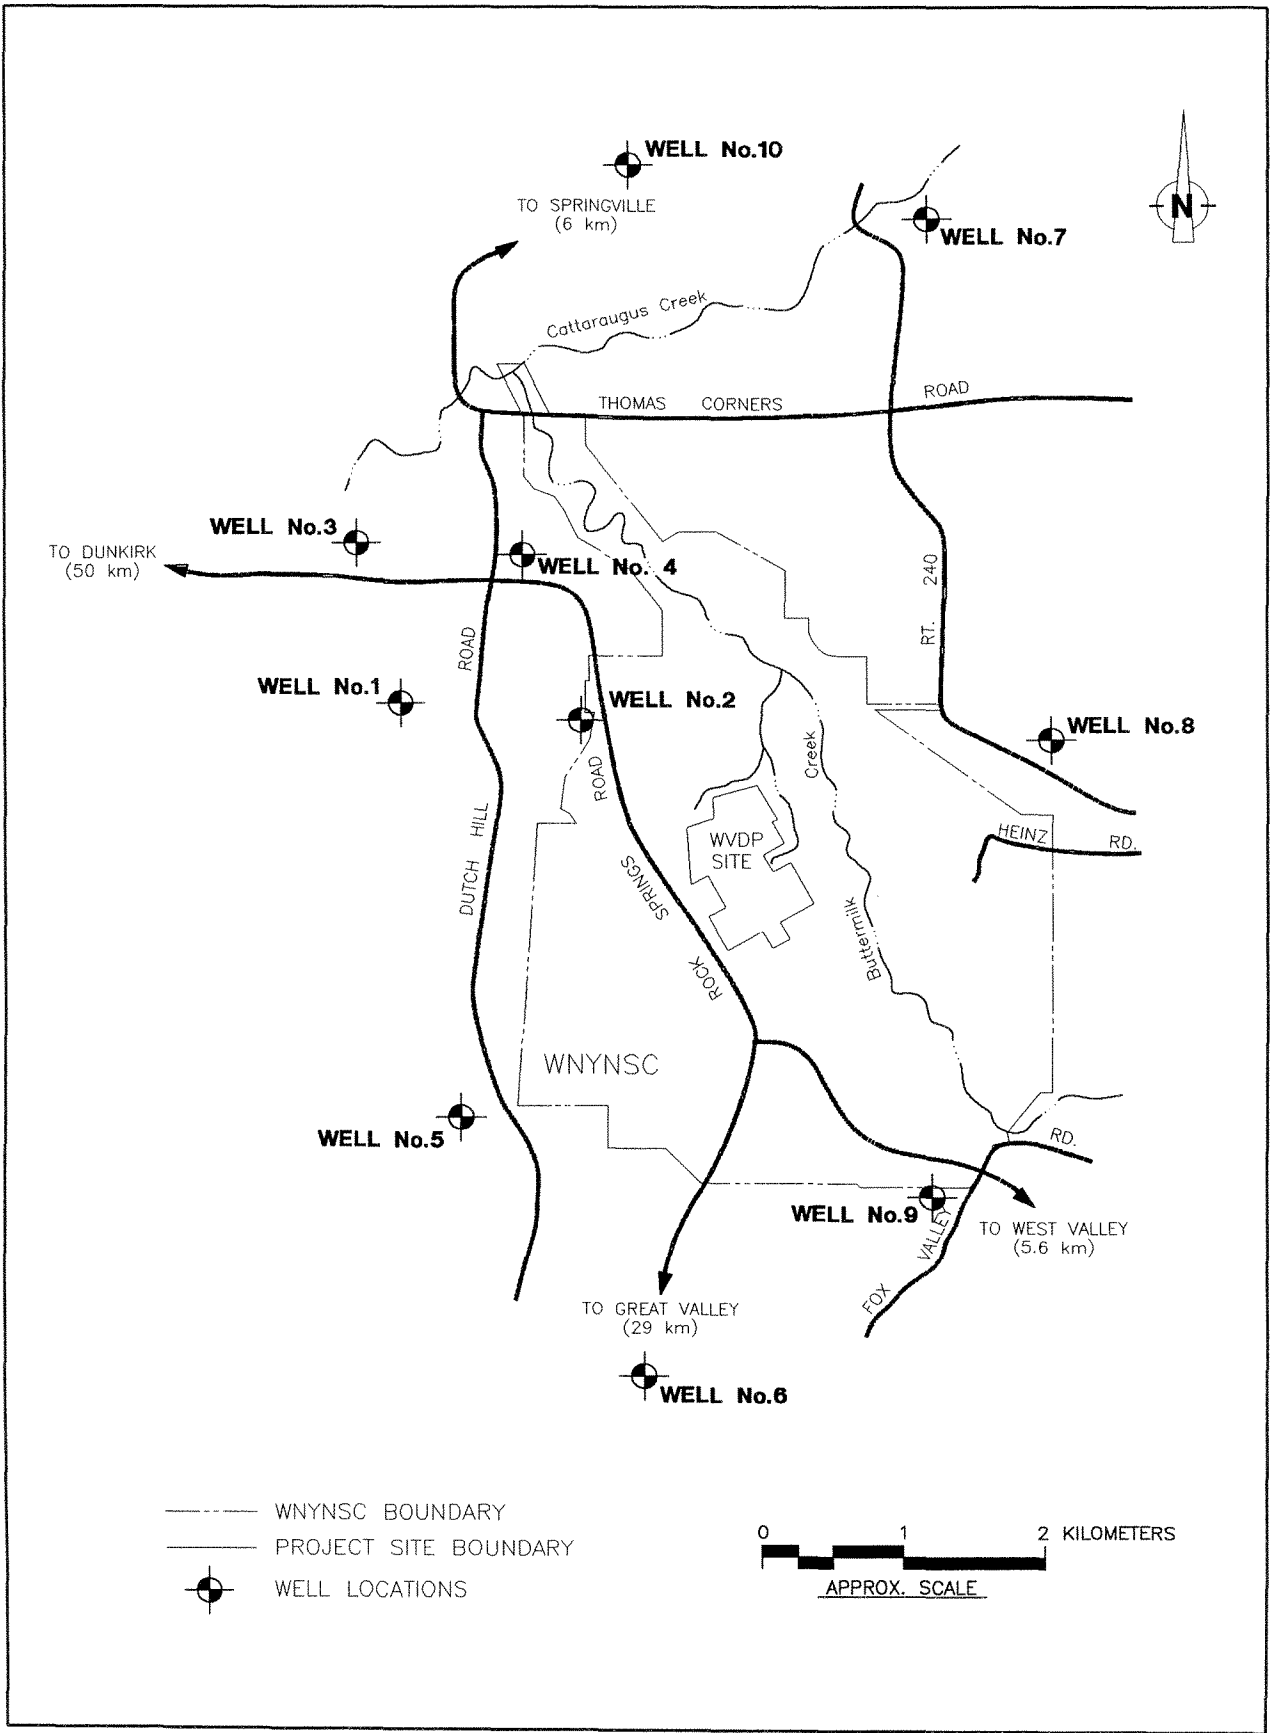 WELL No.10
TO SPRINGVILLE
(6 km)
N
WELL No.7
Cattaraugus Creek
THOMAS CORNERS ROAD
WELL No.3
TO DUNKIRK
(50 km)
WELL No. 4
RT. 240
ROAD
WELL No.1
WELL No.2
WELL No.8
ROAD
Creek
DUTCH HILL
WVDP
SITE
HEINZ RD.
SPRINGS
Buttermilk
ROCK
WNYNSC
WELL No.5
RD.
WELL No.9
VALLEY
TO WEST VALLEY
(5.6 km)
FOX
TO GREAT VALLEY
(29 km)
WELL No.6
WNYNSC BOUNDARY
PROJECT SITE BOUNDARY
WELL LOCATIONS
0 1 2 KILOMETERS
APPROX. SCALE